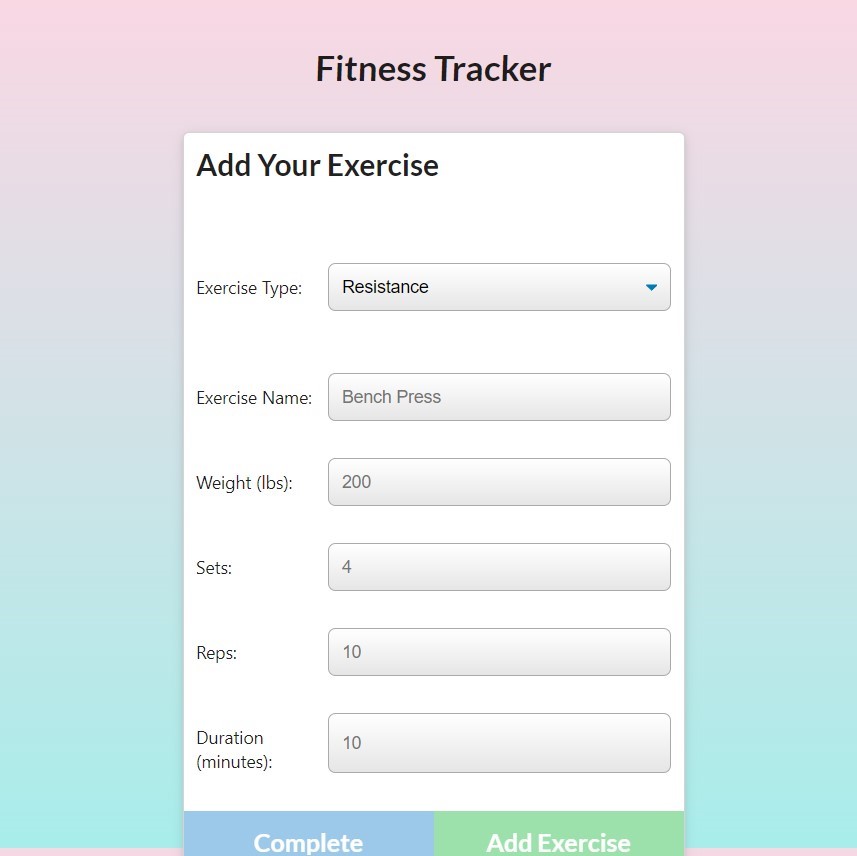 Fitness Tracker
Add Your Exercise
Exercise Type: Resistance
Exercise Name: Bench Press
Weight (lbs): 200
Sets: 4
Reps: 10
Duration
(minutes): 10
Complete Add Exercise